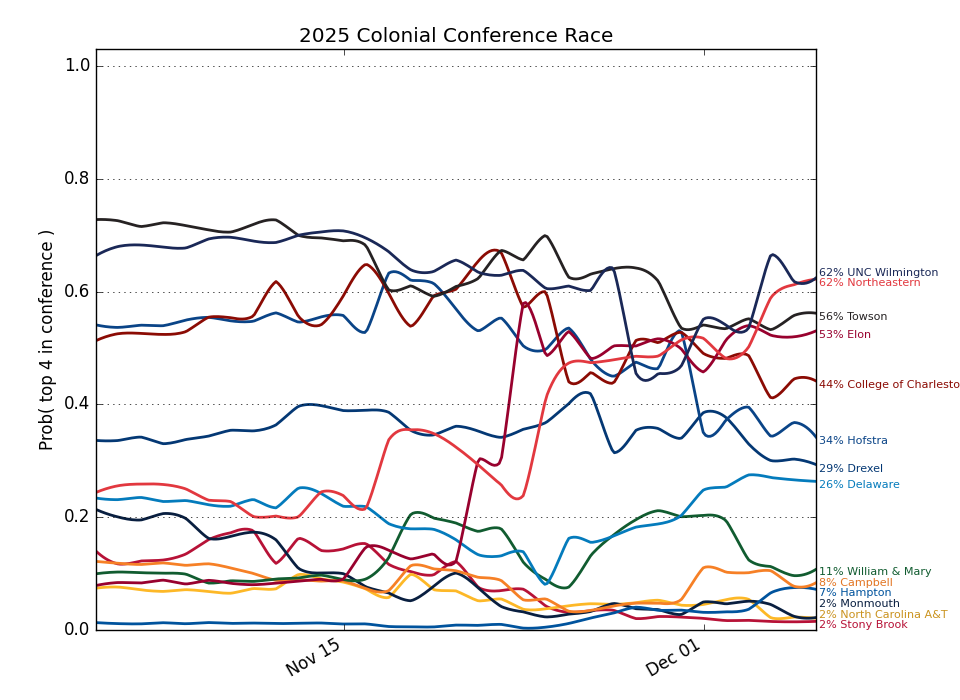 2025 Colonial Conference Race
1.0
0.8
0.6
0.4
0.2
0.0
Prob( top 4 in conference )
Nov 15
Dec 01
62% UNC Wilmington
62% Northeastern
56% Towson
53% Elon
44% College of Charlesto
34% Hofstra
29% Drexel
26% Delaware
11% William & Mary
8% Campbell
7% Hampton
2% Monmouth
2% North Carolina A&T
2% Stony Brook